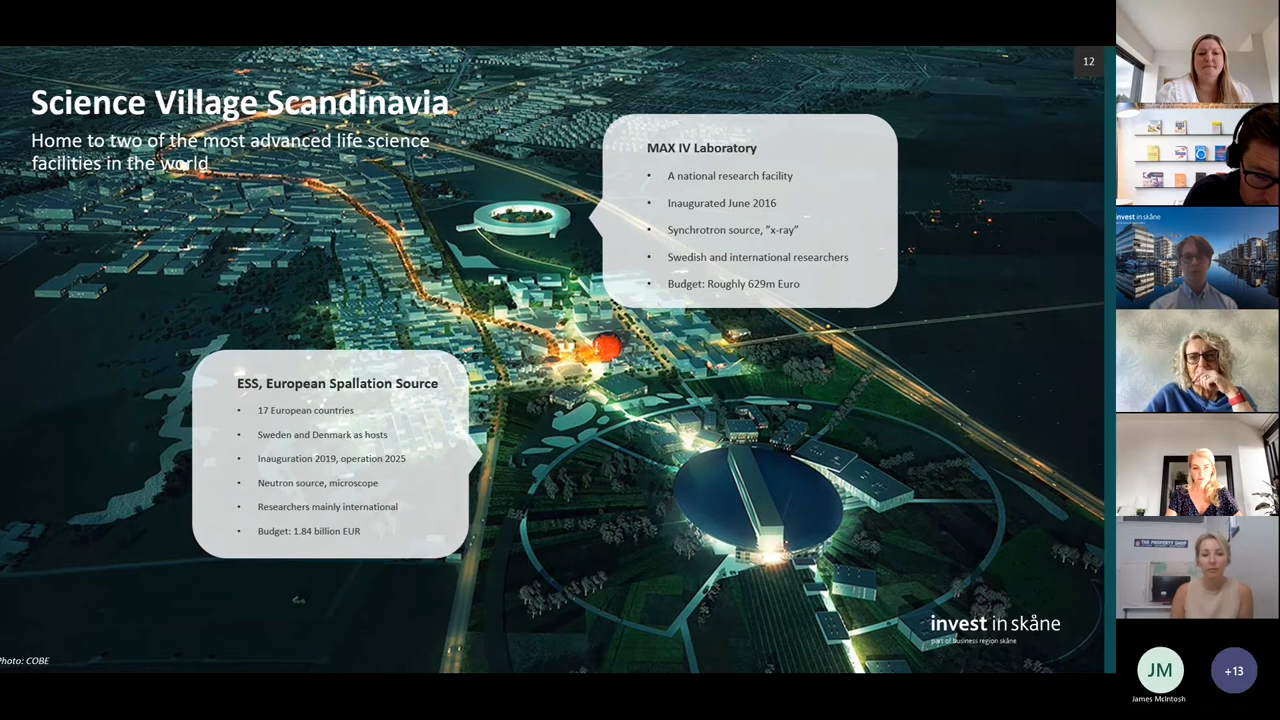 12
Science Village Scandinavia
Home to two of the most advanced life science
facilities in the world
MAX IV Laboratory
• A national research facility
• Inaugurated June 2016
• Synchrotron source, ”x-ray”
• Swedish and international researchers
• Budget: Roughly 629m Euro
ESS, European Spallation Source
• 17 European countries
• Sweden and Denmark as hosts
• Inauguration 2019, operation 2025
• Neutron source, microscope
• Researchers mainly international
• Budget: 1.84 billion EUR
invest in skåne
part of business region skåne
Photo: COBE
invest in skåne
THE PROPERTY SHOP
JM
James McIntosh
+13